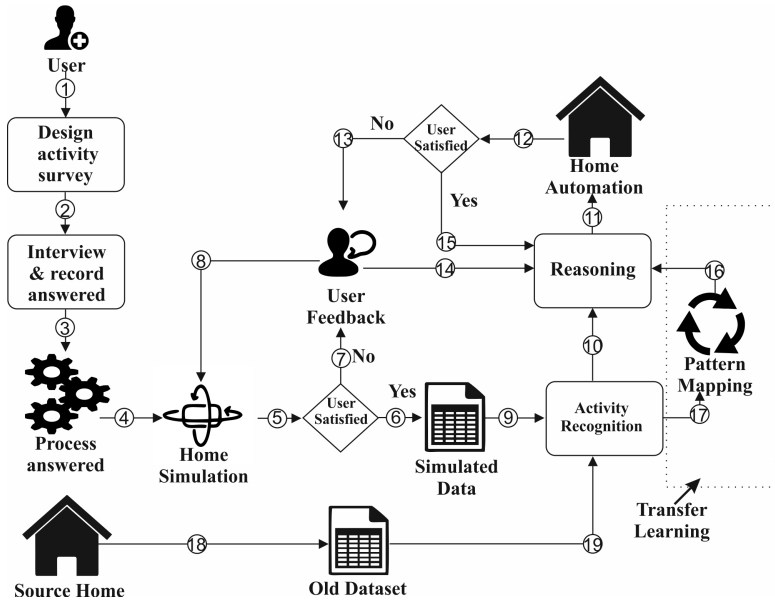 User
1
Design
activity
survey
2
Interview
& record
answered
3
Process
answered
4
Home
Simulation
5
User
Satisfied
No
7
Yes
6
Simulated
Data
8
User
Feedback
13
No
User
Satisfied
12
Yes
15
14
Home
Automation
11
Reasoning
16
10
9
Activity
Recognition
17
Pattern
Mapping
Transfer
Learning
Source Home
18
Old Dataset
19